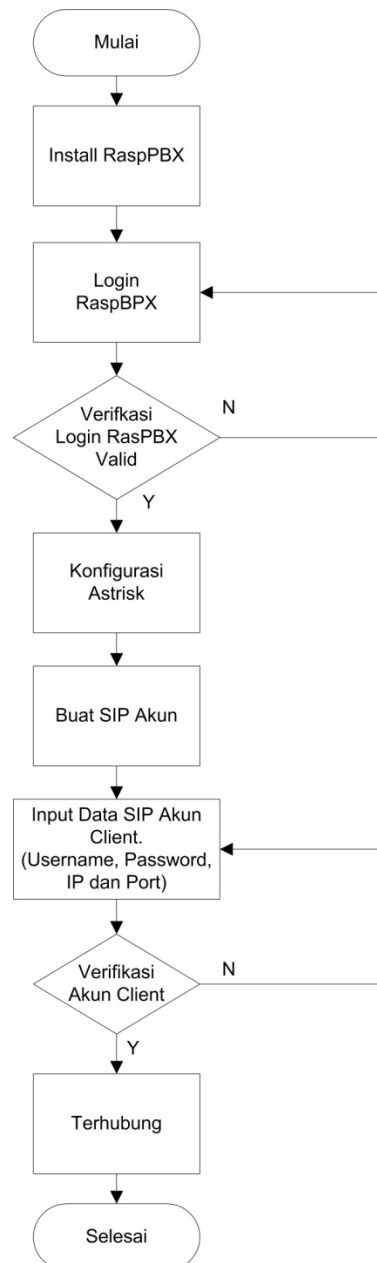 Mulai
Install RaspPBX
Login
RaspBPX
Verifkasi
Login RasPBX
Valid
N
Y
Konfigurasi
Astrisk
Buat SIP Akun
Input Data SIP Akun
Client.
(Username, Password,
IP dan Port)
Verifikasi
Akun Client
N
Y
Terhubung
Selesai